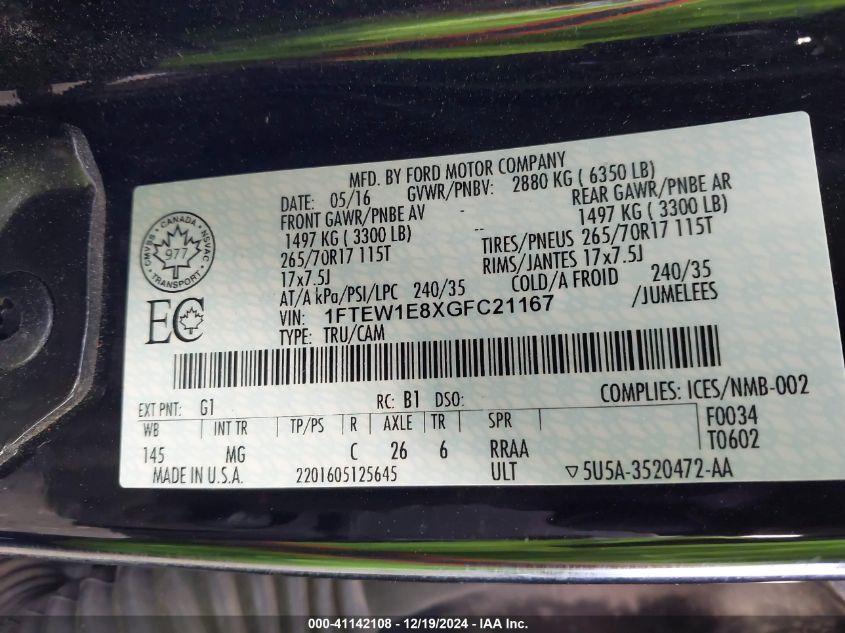 MFD. BY FORD MOTOR COMPANY
DATE: 05/16 GVWR/PNBV: 2880 KG ( 6350 LB)
FRONT GAWR/PNBE AV - REAR GAWR/PNBE AR
1497 KG ( 3300 LB) -- 1497 KG ( 3300 LB)
265/70R17 115T TIRES/PNEUS 265/70R17 115T
17x7.5J RIMS/JANTES 17x7.5J
AT/A kPa/PSI/LPC 240/35 COLD/A FROID 240/35
VIN: 1FTEW1E8XGFC21167 /JUMELEES
TYPE: TRU/CAM
CANADA
CMVSS NSVAC
977
TRANSPORT
EC
COMPLIES: ICES/NMB-002
EXT PNT: G1 RC: B1 DSO:
WB INT TR TP/PS R AXLE TR SPR F0034
145 MG C 26 6 RRAA T0602
MADE IN U.S.A. 2201605125645 ULT ▽5U5A-3520472-AA
000-41142108 - 12/19/2024 - IAA Inc.